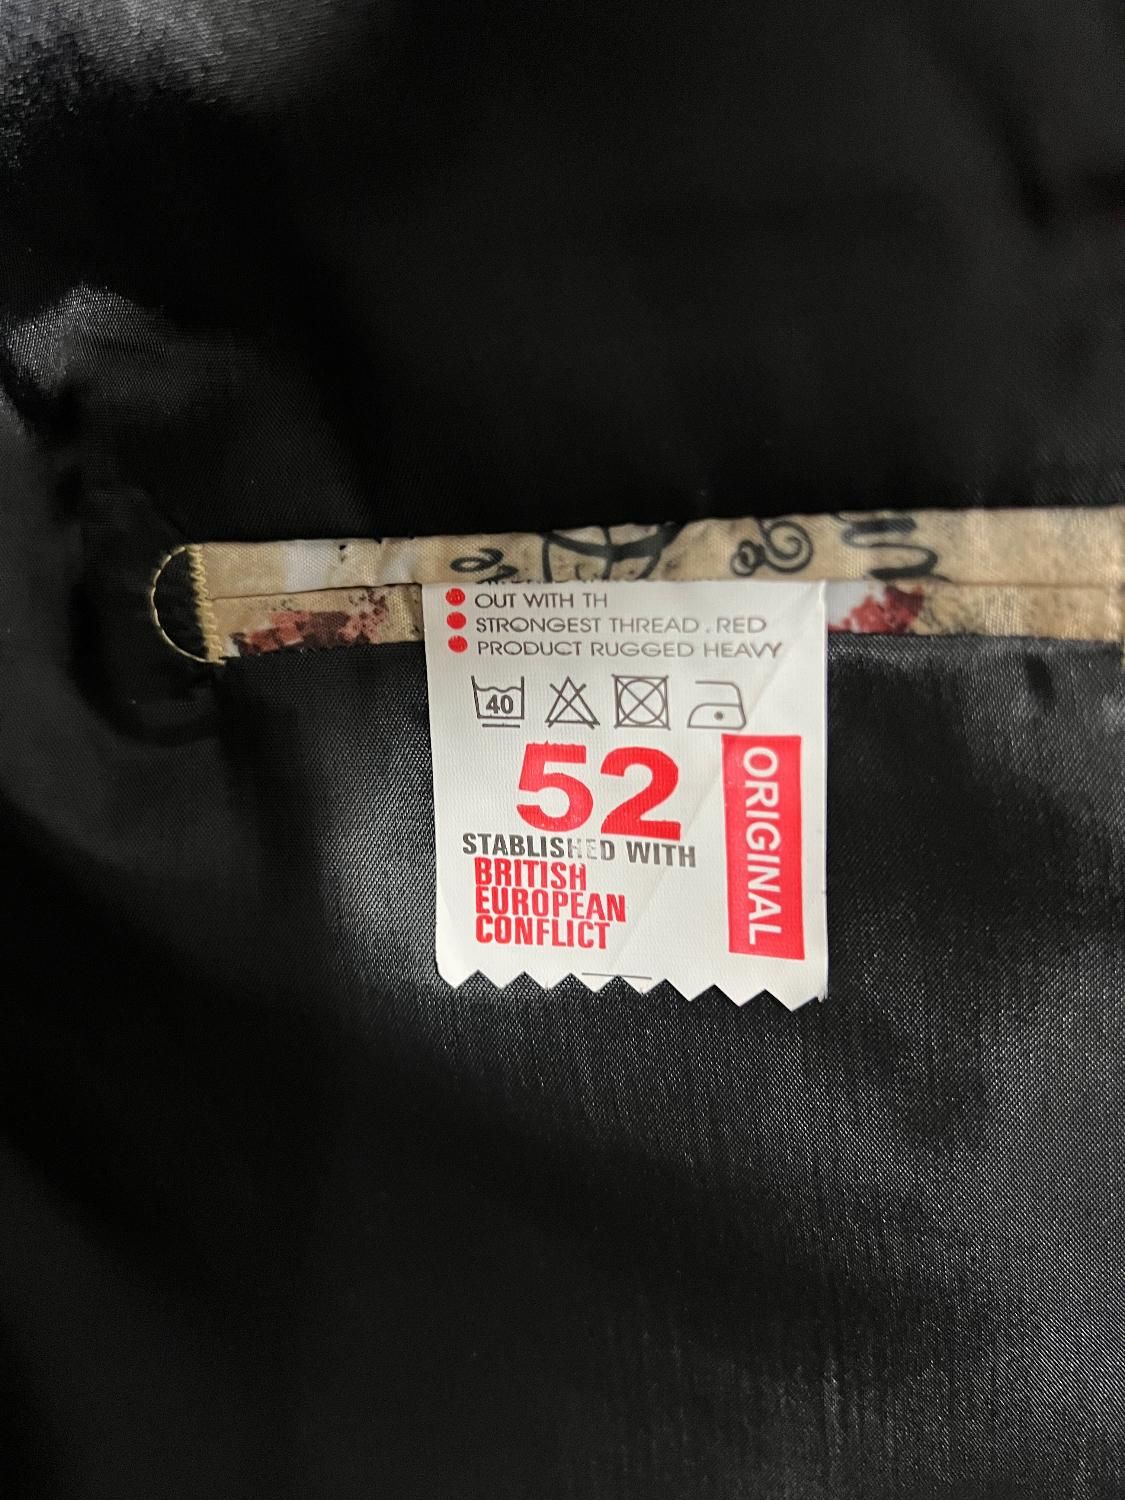 OUT WITH TH
STRONGEST THREAD . RED
PRODUCT RUGGED HEAVY
40
52
STABLISHED WITH
BRITISH
EUROPEAN
CONFLICT
ORIGINAL